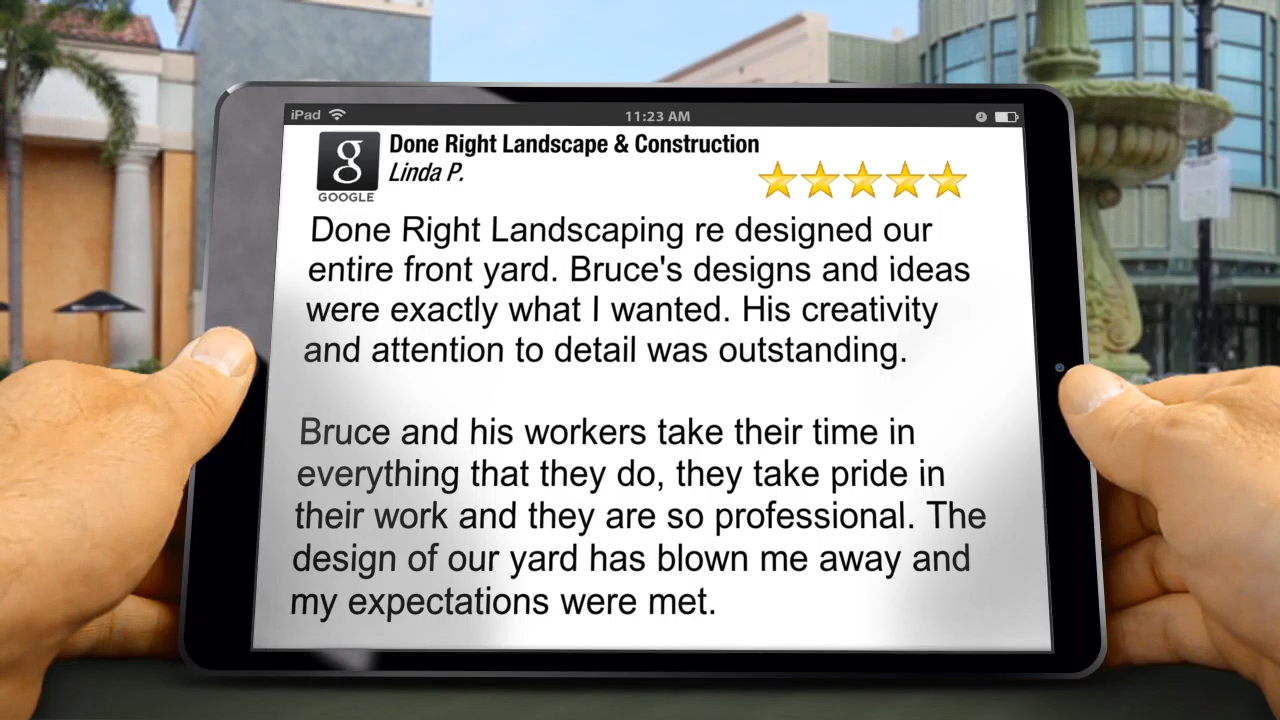 iPad 11:23 AM
g
GOOGLE
Done Right Landscape & Construction
Linda P.
Done Right Landscaping re designed our
entire front yard. Bruce's designs and ideas
were exactly what I wanted. His creativity
and attention to detail was outstanding.
Bruce and his workers take their time in
everything that they do, they take pride in
their work and they are so professional. The
design of our yard has blown me away and
my expectations were met.